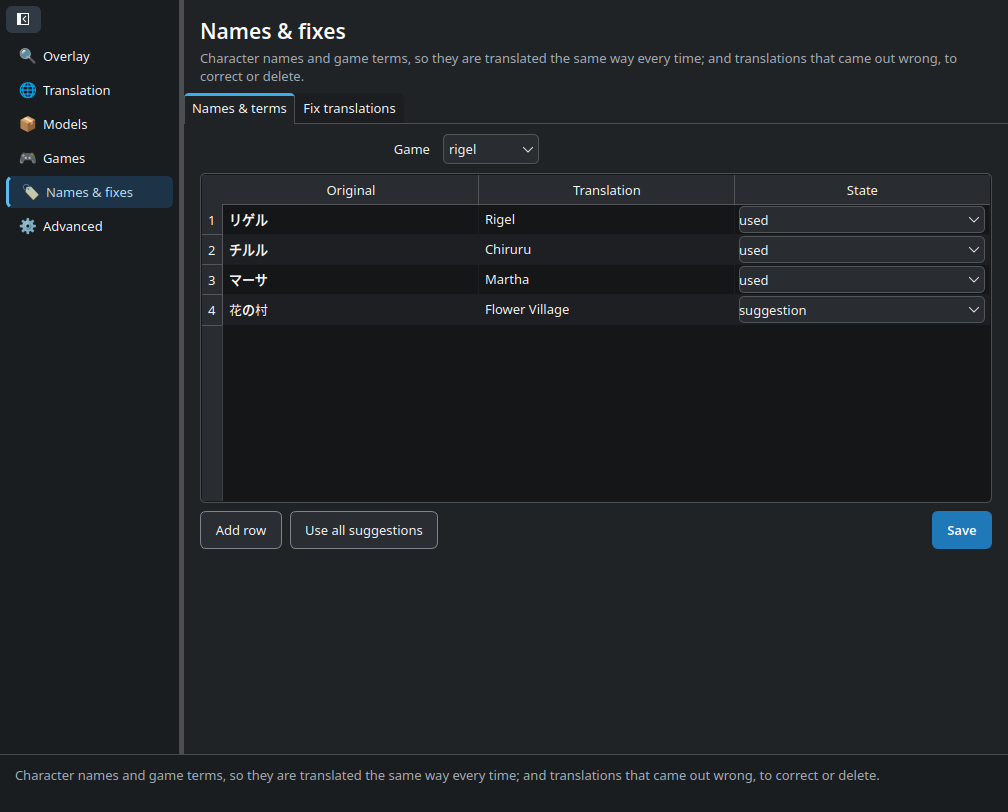 Overlay
Translation
Models
Games
Names & fixes
Advanced
Names & fixes
Character names and game terms, so they are translated the same way every time; and translations that came out wrong, to
correct or delete.
Names & terms Fix translations
Game rigel
Original Translation State
1 リゲル Rigel used
2 チルル Chiruru used
3 マーサ Martha used
4 花の村 Flower Village suggestion
Add row Use all suggestions Save
Character names and game terms, so they are translated the same way every time; and translations that came out wrong, to correct or delete.